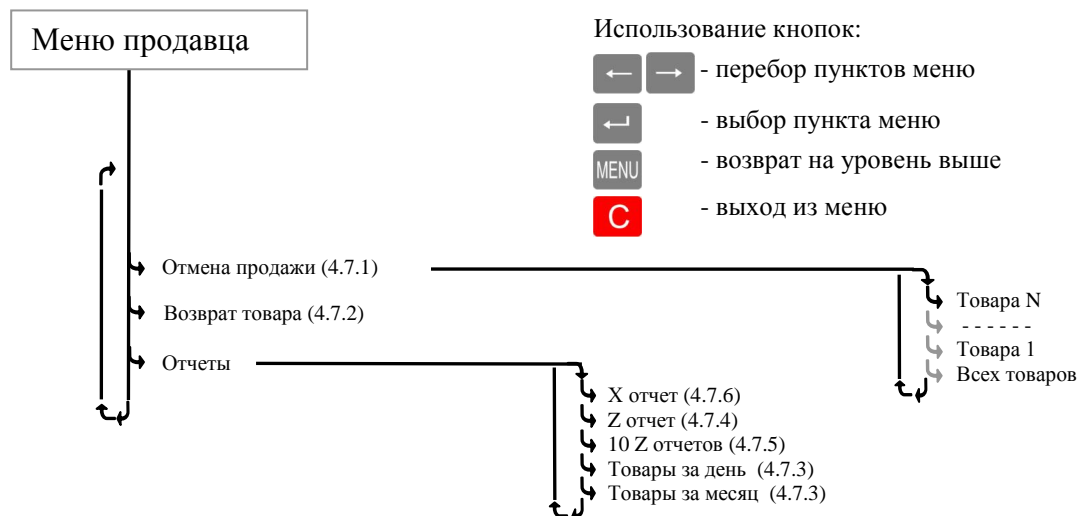 Меню продавца
Использование кнопок:
← → - перебор пунктов меню
↵ - выбор пункта меню
MENU - возврат на уровень выше
C - выход из меню
Отмена продажи (4.7.1)
Возврат товара (4.7.2)
Отчеты
Товара N
- - - - - -
Товара 1
Всех товаров
X отчет (4.7.6)
Z отчет (4.7.4)
10 Z отчетов (4.7.5)
Товары за день (4.7.3)
Товары за месяц (4.7.3)